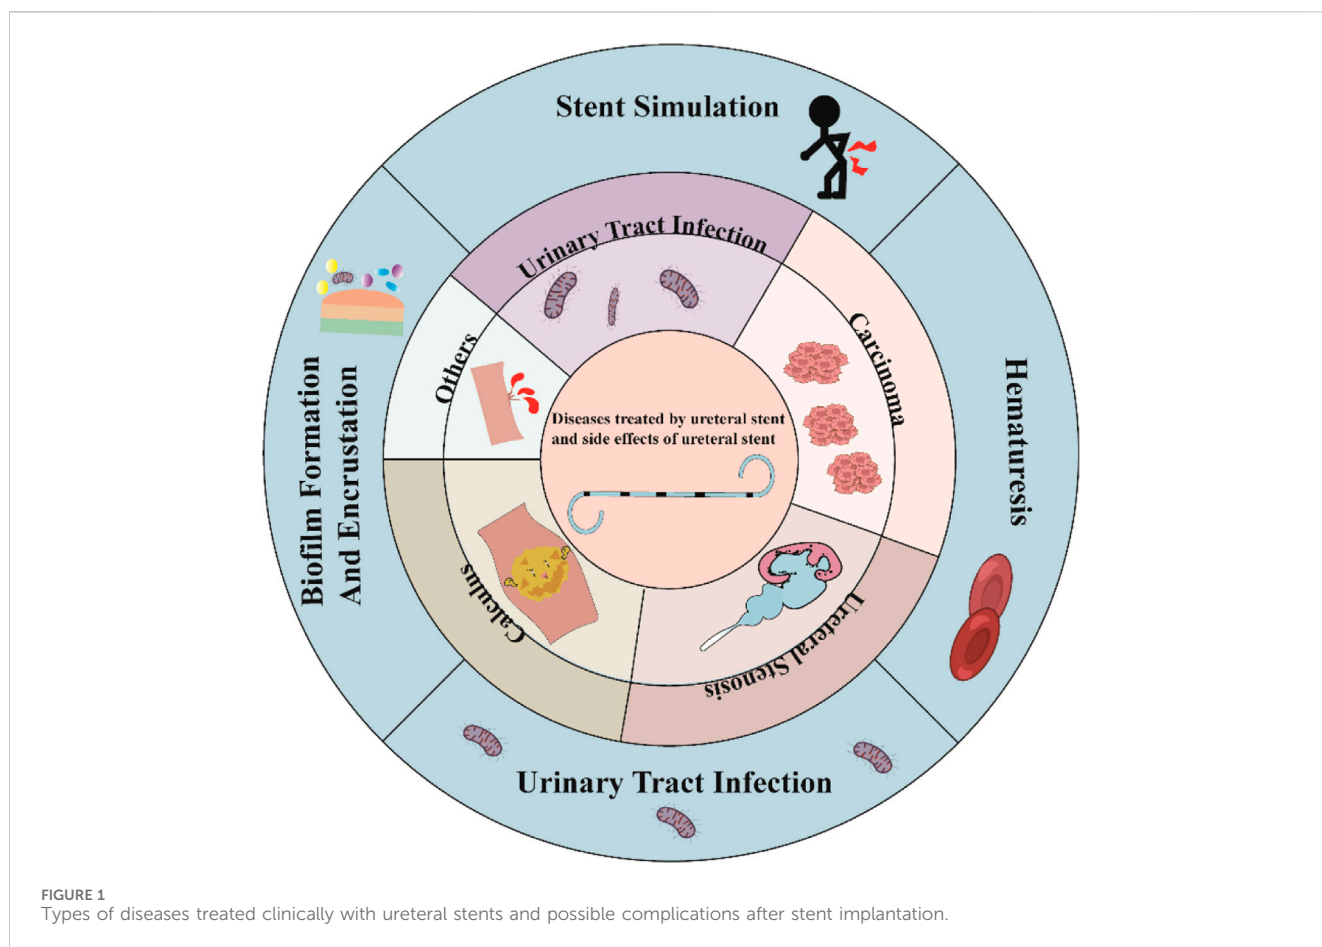 Stent Simulation
Urinary Tract Infection
Carcinoma
Others
Hematuresis
Biofilm Formation
And Encrustation
Diseases treated by ureteral stent
and side effects of ureteral stent
Calculus
Ureteral Stenosis
Urinary Tract Infection
FIGURE 1
Types of diseases treated clinically with ureteral stents and possible complications after stent implantation.